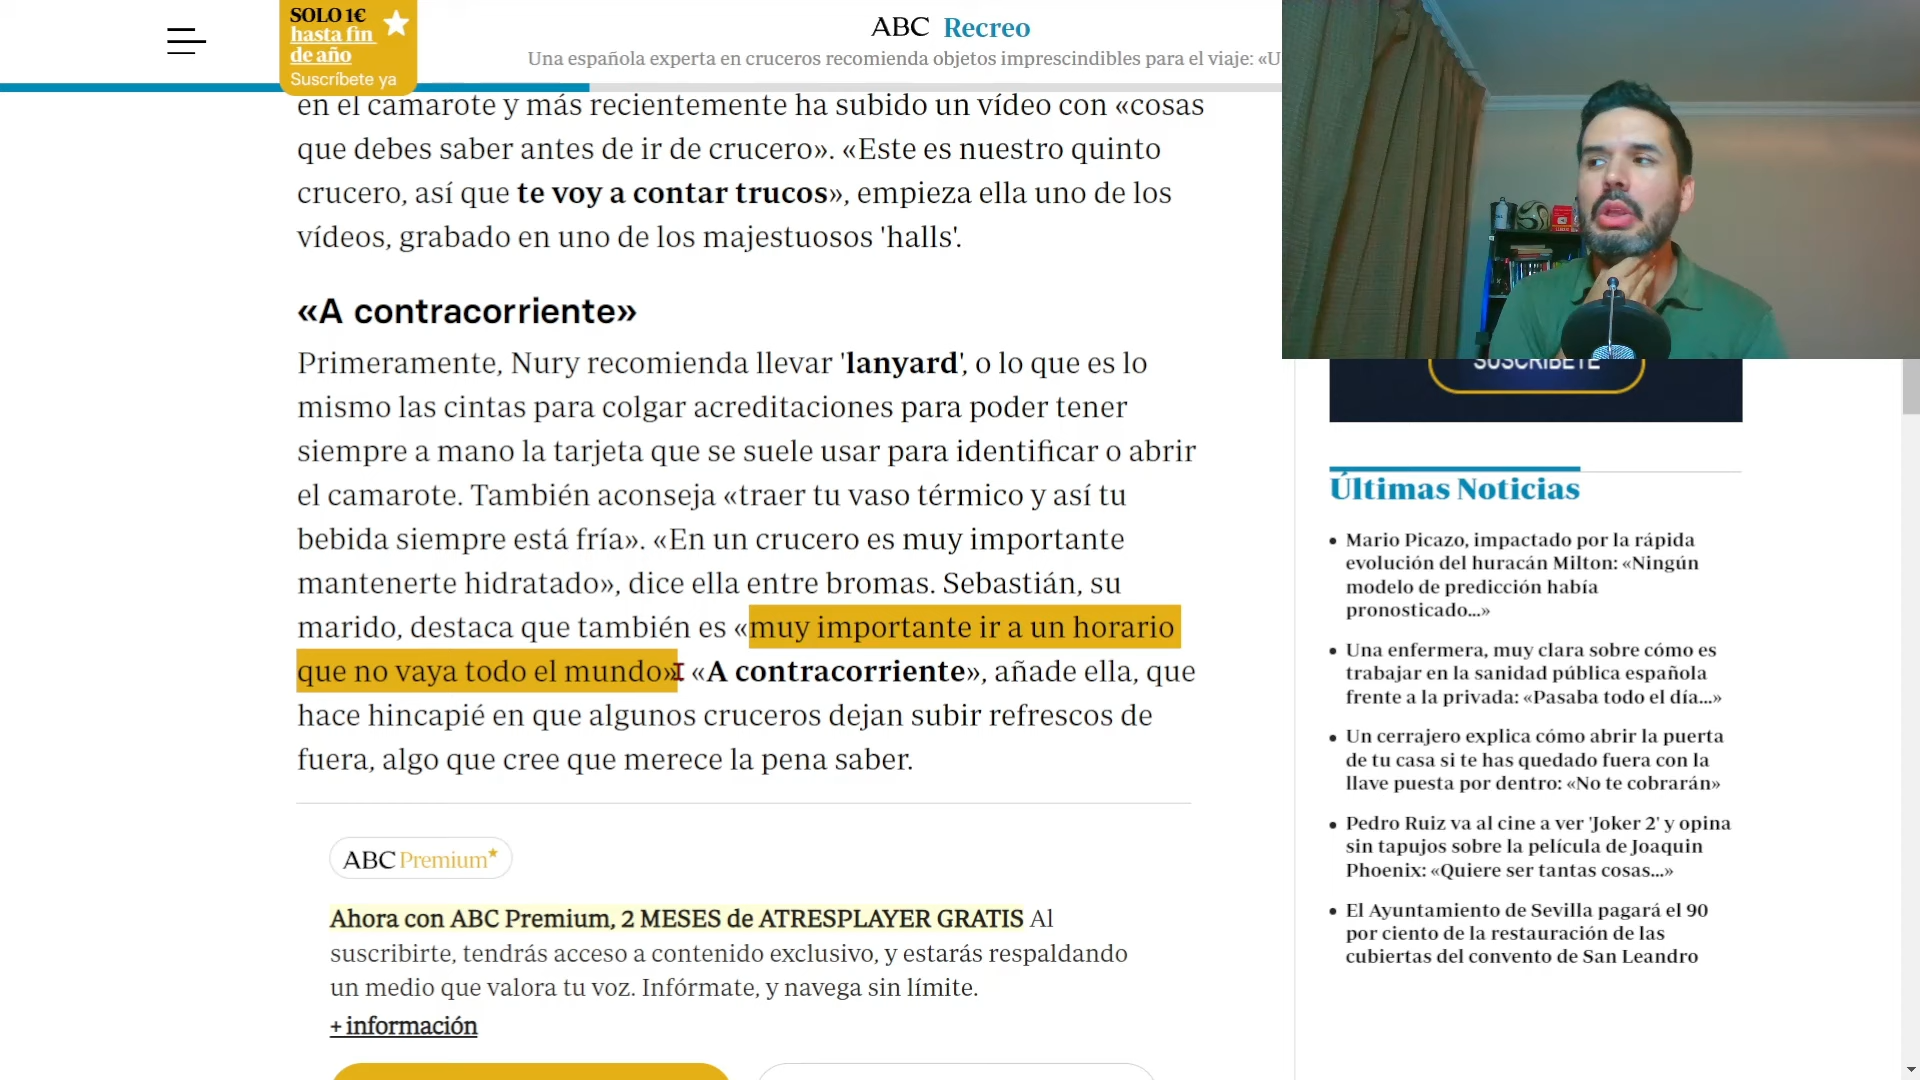 SOLO 1€
hasta fin
de año
Suscríbete ya
ABC Recreo
Una española experta en cruceros recomienda objetos imprescindibles para el viaje: «U
en el camarote y más recientemente ha subido un vídeo con «cosas
que debes saber antes de ir de crucero». «Este es nuestro quinto
crucero, así que te voy a contar trucos», empieza ella uno de los
vídeos, grabado en uno de los majestuosos 'halls'.
«A contracorriente»
Primeramente, Nury recomienda llevar 'lanyard', o lo que es lo
mismo las cintas para colgar acreditaciones para poder tener
siempre a mano la tarjeta que se suele usar para identificar o abrir
el camarote. También aconseja «traer tu vaso térmico y así tu
bebida siempre está fría». «En un crucero es muy importante
mantenerte hidratado», dice ella entre bromas. Sebastián, su
marido, destaca que también es «muy importante ir a un horario
que no vaya todo el mundo». «A contracorriente», añade ella, que
hace hincapié en que algunos cruceros dejan subir refrescos de
fuera, algo que cree que merece la pena saber.
ABC Premium
Ahora con ABC Premium, 2 MESES de ATRESPLAYER GRATIS Al
suscribirte, tendrás acceso a contenido exclusivo, y estarás respaldando
un medio que valora tu voz. Infórmate, y navega sin límite.
+ información
SUSCRÍBETE
Últimas Noticias
Mario Picazo, impactado por la rápida
evolución del huracán Milton: «Ningún
modelo de predicción había
pronosticado...»
Una enfermera, muy clara sobre cómo es
trabajar en la sanidad pública española
frente a la privada: «Pasaba todo el día...»
Un cerrajero explica cómo abrir la puerta
de tu casa si te has quedado fuera con la
llave puesta por dentro: «No te cobrarán»
Pedro Ruiz va al cine a ver 'Joker 2' y opina
sin tapujos sobre la película de Joaquin
Phoenix: «Quiere ser tantas cosas...»
El Ayuntamiento de Sevilla pagará el 90
por ciento de la restauración de las
cubiertas del convento de San Leandro